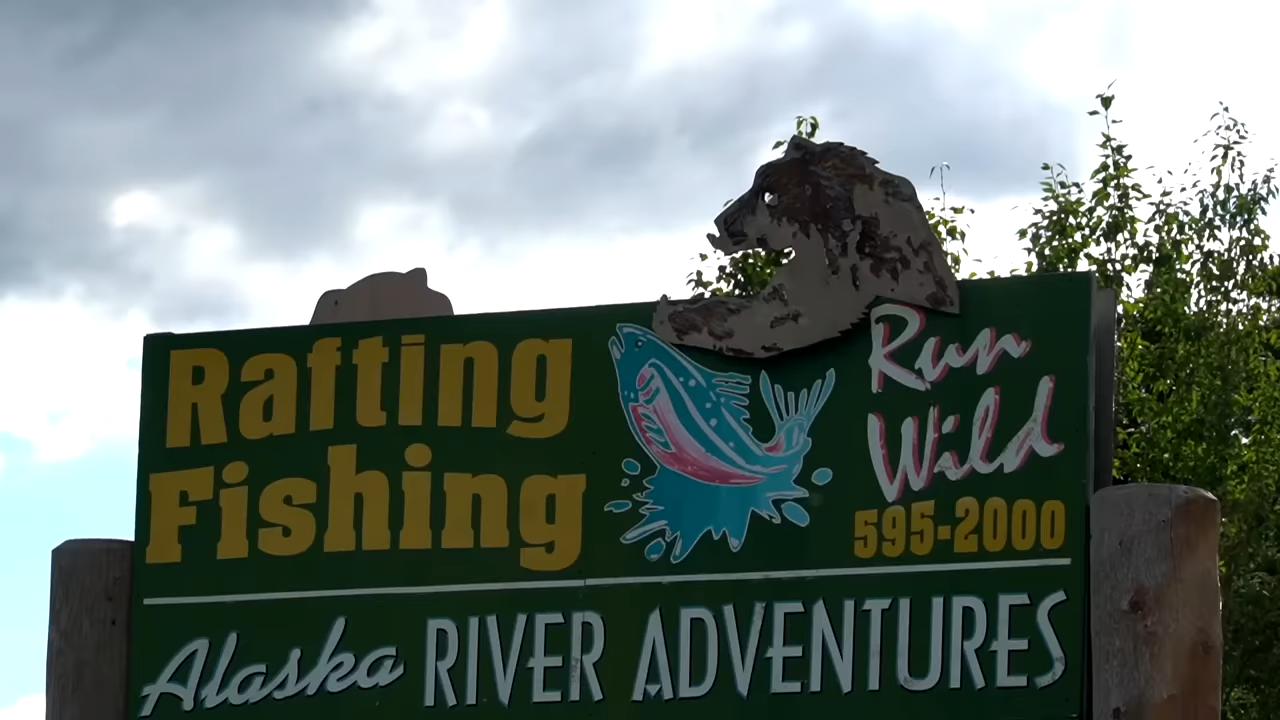 Rafting
Fishing
Run
Wild
595-2000
Alaska RIVER ADVENTURES